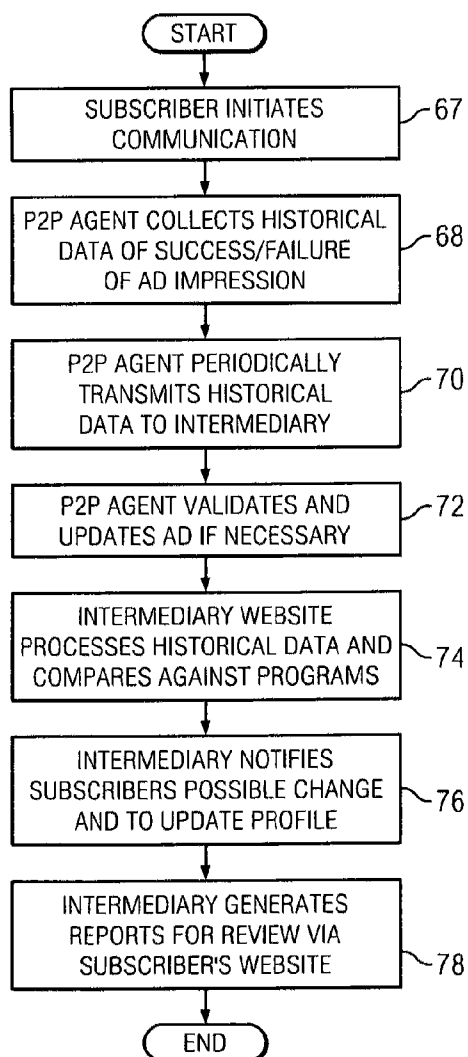 START
SUBSCRIBER INITIATES
COMMUNICATION
67
P2P AGENT COLLECTS HISTORICAL
DATA OF SUCCESS/FAILURE
OF AD IMPRESSION
68
P2P AGENT PERIODICALLY
TRANSMITS HISTORICAL
DATA TO INTERMEDIARY
70
P2P AGENT VALIDATES AND
UPDATES AD IF NECESSARY
72
INTERMEDIARY WEBSITE
PROCESSES HISTORICAL DATA AND
COMPARES AGAINST PROGRAMS
74
INTERMEDIARY NOTIFIES
SUBSCRIBERS POSSIBLE CHANGE
AND TO UPDATE PROFILE
76
INTERMEDIARY GENERATES
REPORTS FOR REVIEW VIA
SUBSCRIBER'S WEBSITE
78
END